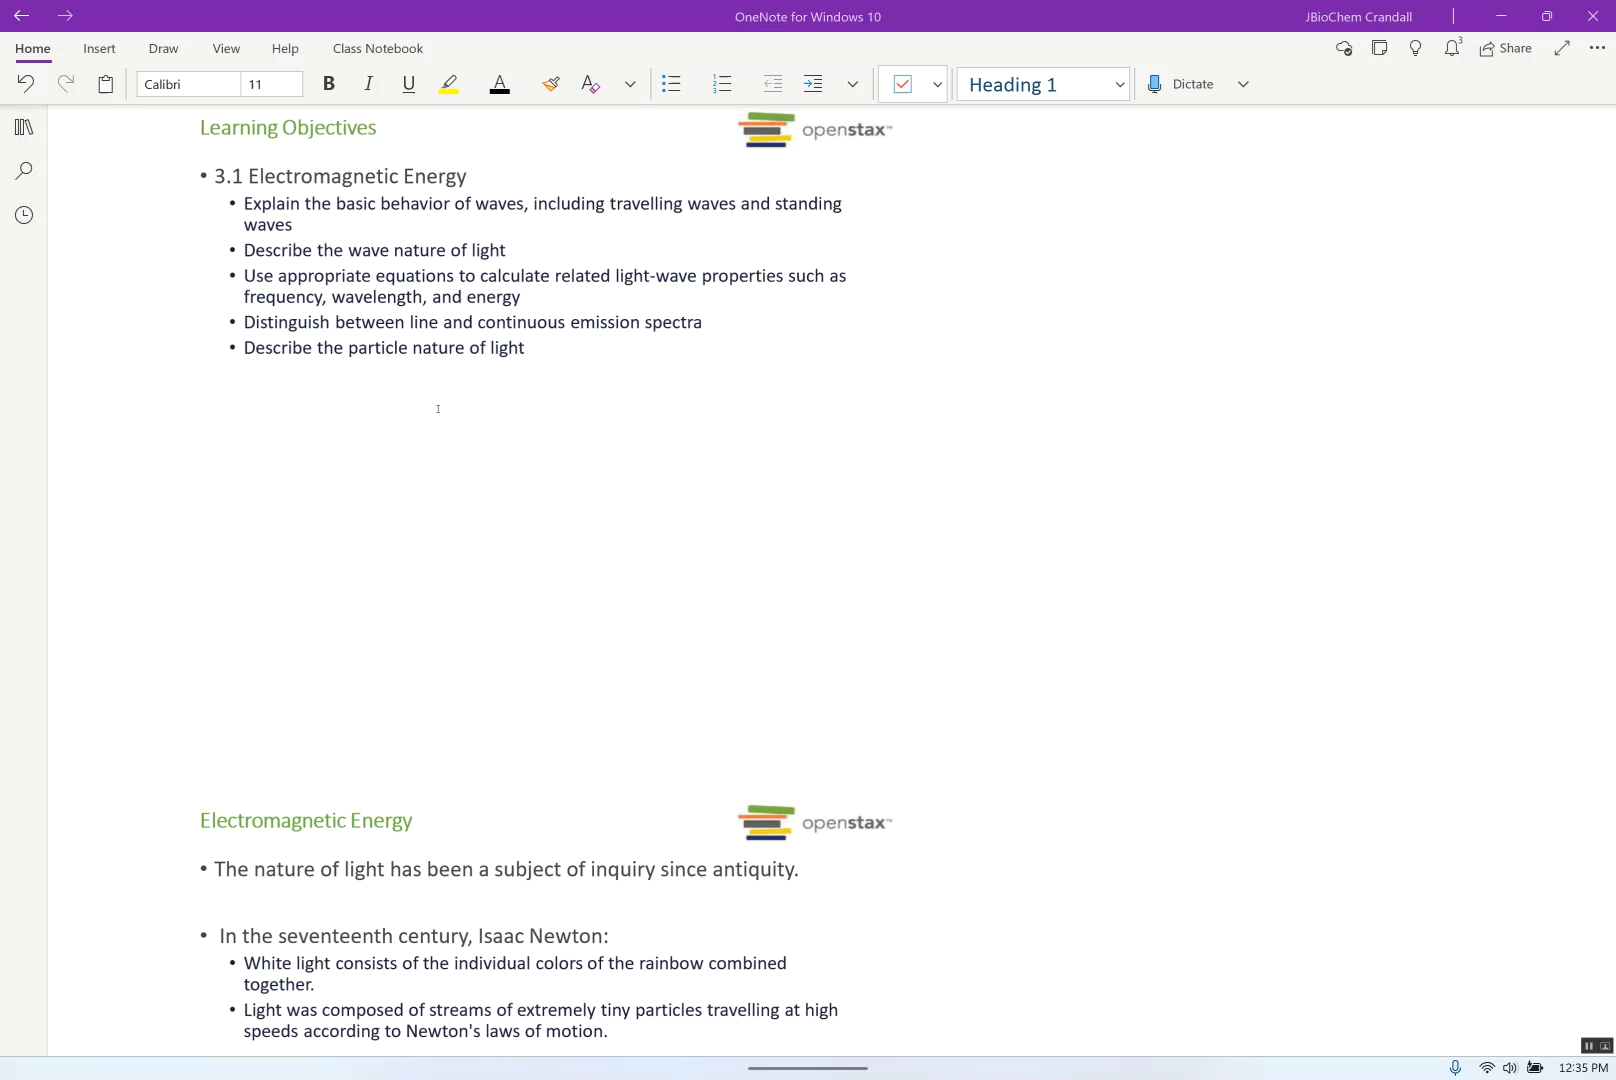 OneNote for Windows 10
JBioChem Crandall
Home Insert Draw View Help Class Notebook
3
Share
Calibri 11 B I U A A Heading 1 Dictate
Learning Objectives
openstax™
• 3.1 Electromagnetic Energy
• Explain the basic behavior of waves, including travelling waves and standing
waves
• Describe the wave nature of light
• Use appropriate equations to calculate related light-wave properties such as
frequency, wavelength, and energy
• Distinguish between line and continuous emission spectra
• Describe the particle nature of light
Electromagnetic Energy
openstax™
• The nature of light has been a subject of inquiry since antiquity.
• In the seventeenth century, Isaac Newton:
• White light consists of the individual colors of the rainbow combined
together.
• Light was composed of streams of extremely tiny particles travelling at high
speeds according to Newton's laws of motion.
12:35 PM